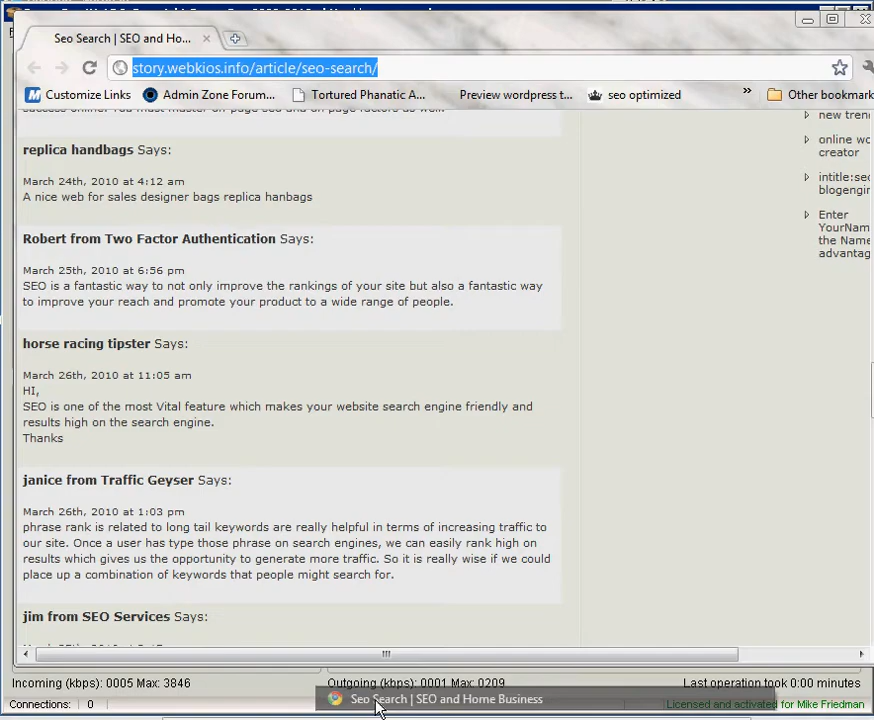 Seo Search | SEO and Ho...
story.webkios.info/article/seo-search/
Customize Links
Admin Zone Forum...
Tortured Phanatic A...
Preview wordpress t...
seo optimized
»
Other bookmark
replica handbags Says:
March 24th, 2010 at 4:12 am
A nice web for sales designer bags replica hanbags
Robert from Two Factor Authentication Says:
March 25th, 2010 at 6:56 pm
SEO is a fantastic way to not only improve the rankings of your site but also a fantastic way
to improve your reach and promote your product to a wide range of people.
horse racing tipster Says:
March 26th, 2010 at 11:05 am
HI,
SEO is one of the most Vital feature which makes your website search engine friendly and
results high on the search engine.
Thanks
janice from Traffic Geyser Says:
March 26th, 2010 at 1:03 pm
phrase rank is related to long tail keywords are really helpful in terms of increasing traffic to
our site. Once a user has type those phrase on search engines, we can easily rank high on
results which gives us the opportunity to generate more traffic. So it is really wise if we could
place up a combination of keywords that people might search for.
jim from SEO Services Says:
new tren
online wo
creator
intitle:seo
blogengin
Enter
YourNam
the Name
advantag
Incoming (kbps): 0005 Max: 3846
Outgoing (kbps): 0001 Max: 0209
Last operation took 0:00 minutes
Connections: 0
Seo Search | SEO and Home Business
Licensed and activated for Mike Friedman